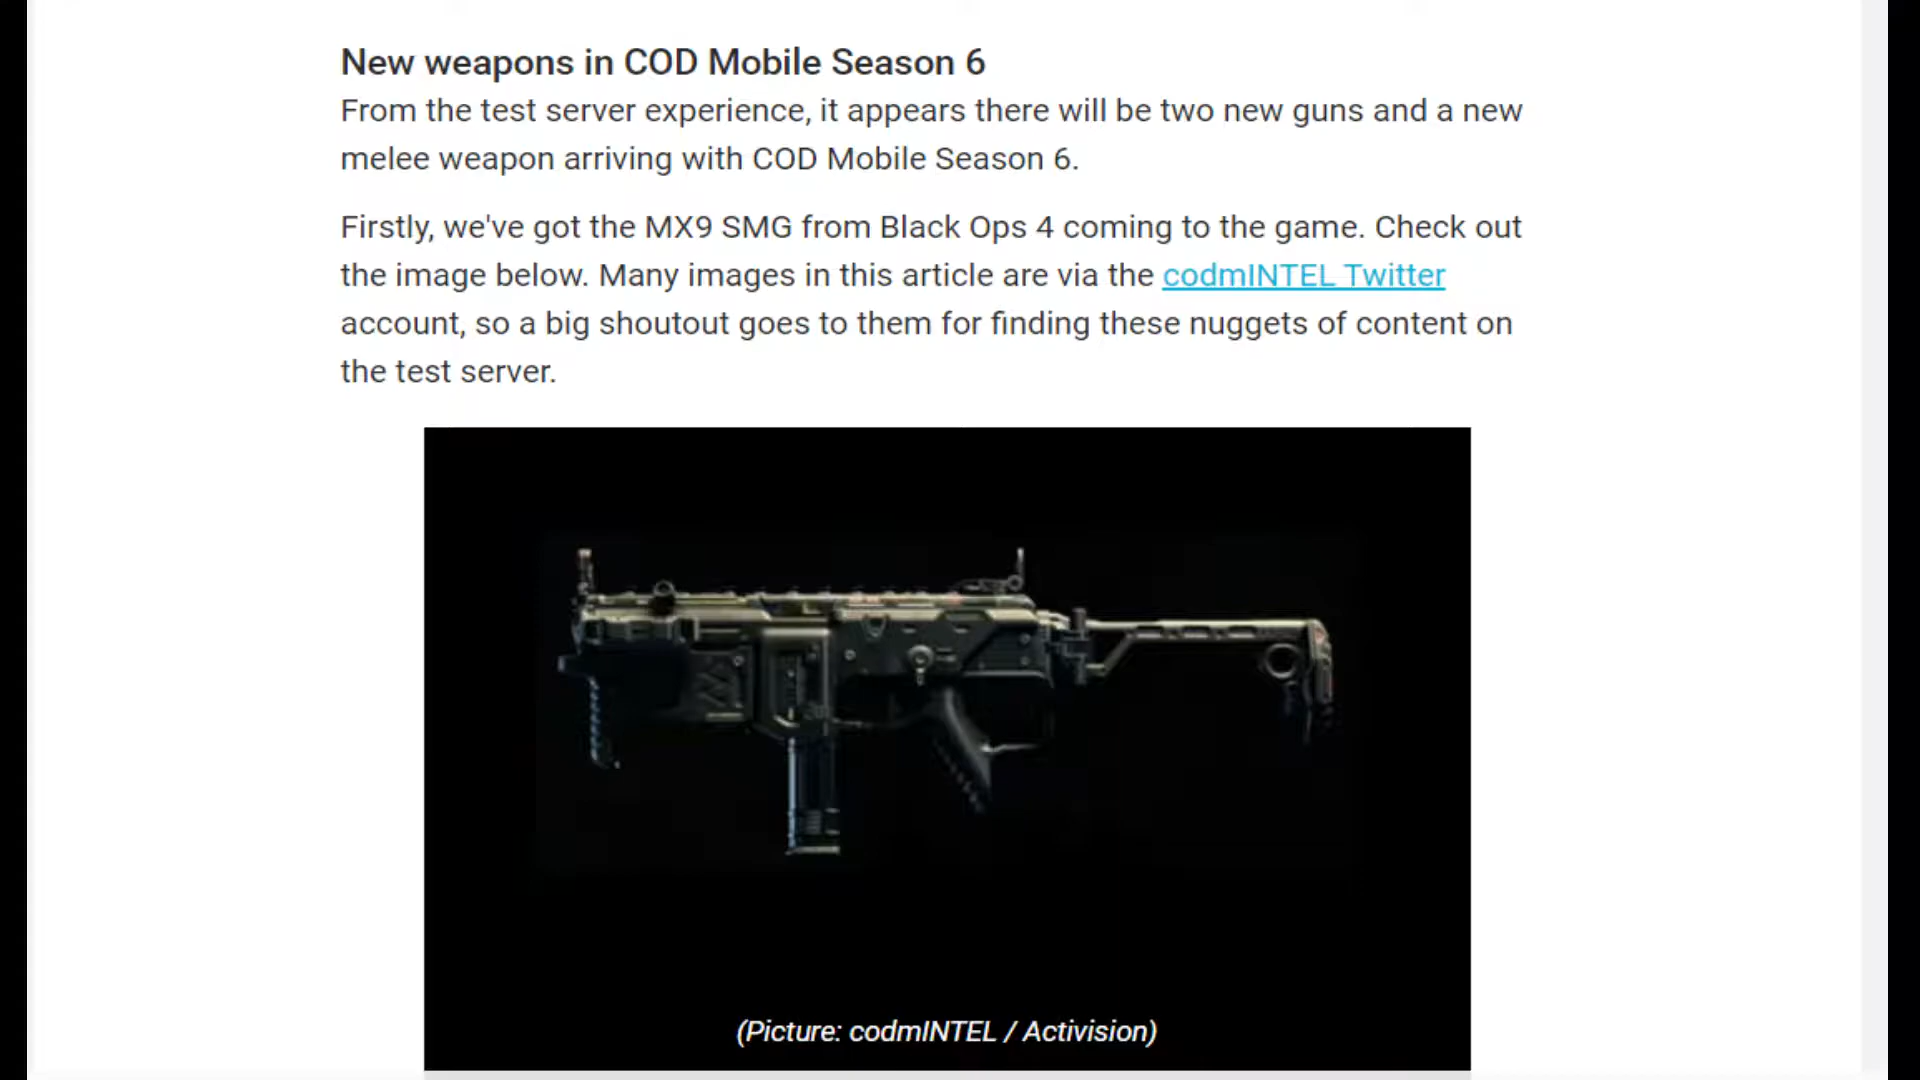 New weapons in COD Mobile Season 6
From the test server experience, it appears there will be two new guns and a new
melee weapon arriving with COD Mobile Season 6.
Firstly, we've got the MX9 SMG from Black Ops 4 coming to the game. Check out
the image below. Many images in this article are via the codmINTEL Twitter
account, so a big shoutout goes to them for finding these nuggets of content on
the test server.
(Picture: codmINTEL / Activision)